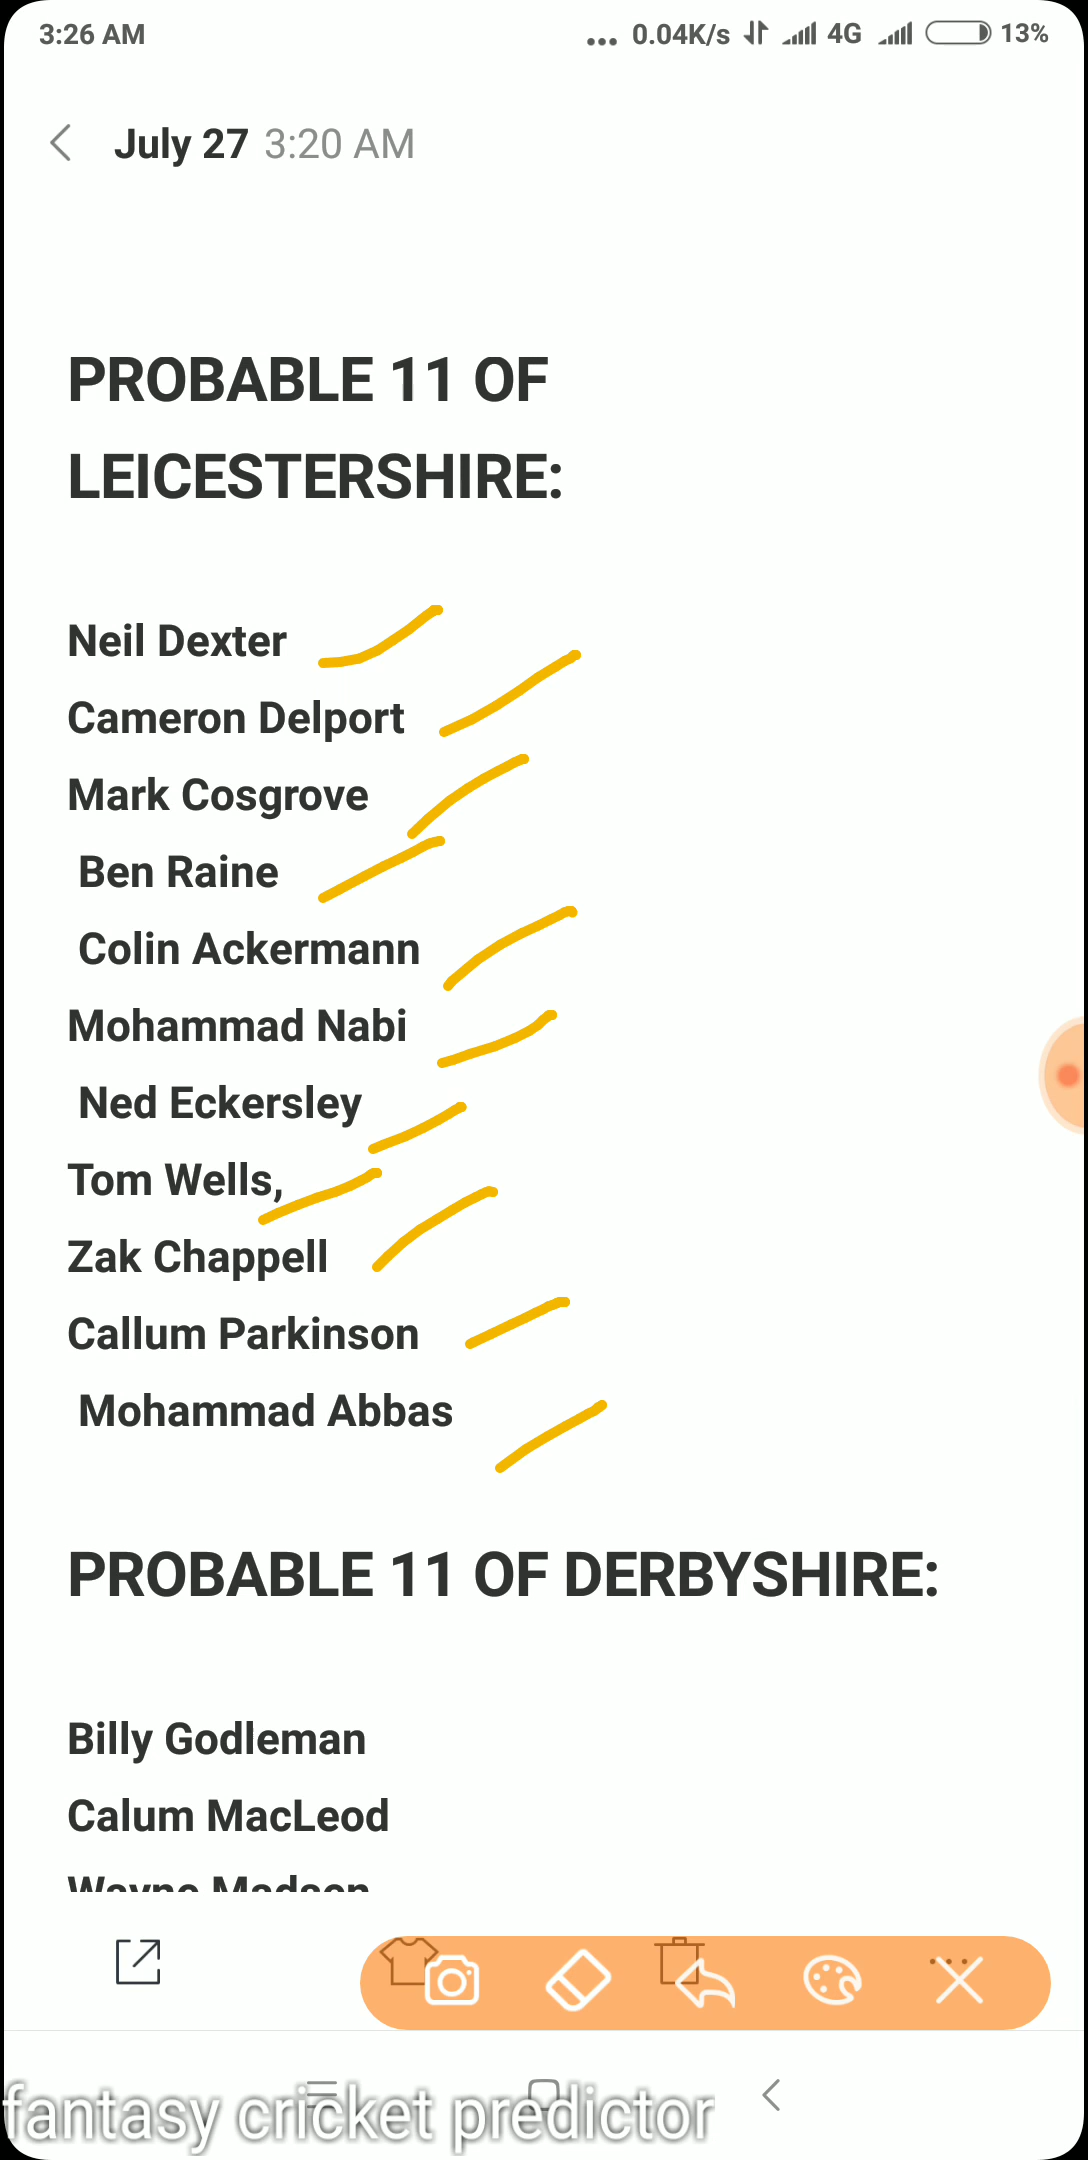 3:26 AM ... 0.04K/s 4G 13%
July 27 3:20 AM
PROBABLE 11 OF
LEICESTERSHIRE:
Neil Dexter
Cameron Delport
Mark Cosgrove
Ben Raine
Colin Ackermann
Mohammad Nabi
Ned Eckersley
Tom Wells,
Zak Chappell
Callum Parkinson
Mohammad Abbas
PROBABLE 11 OF DERBYSHIRE:
Billy Godleman
Calum MacLeod
Wayne Madsen
fantasy cricket predictor